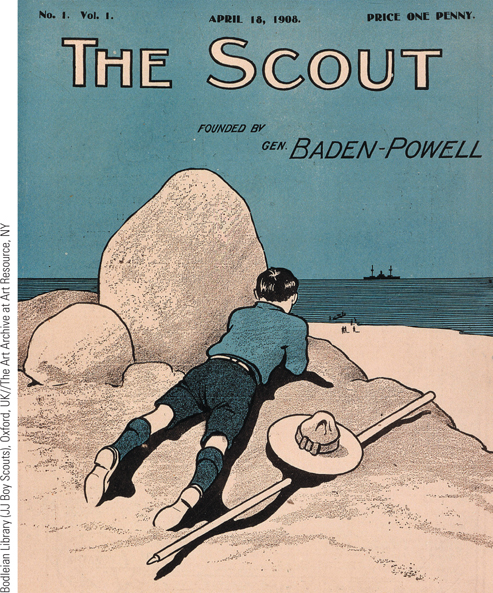 No. 1. Vol. 1. APRIL 18, 1908. PRICE ONE PENNY.
THE SCOUT
FOUNDED BY
GEN. BADEN-POWELL
Bodleian Library (JJ Boy Scouts), Oxford, UK//The Art Archive at Art Resource, NY